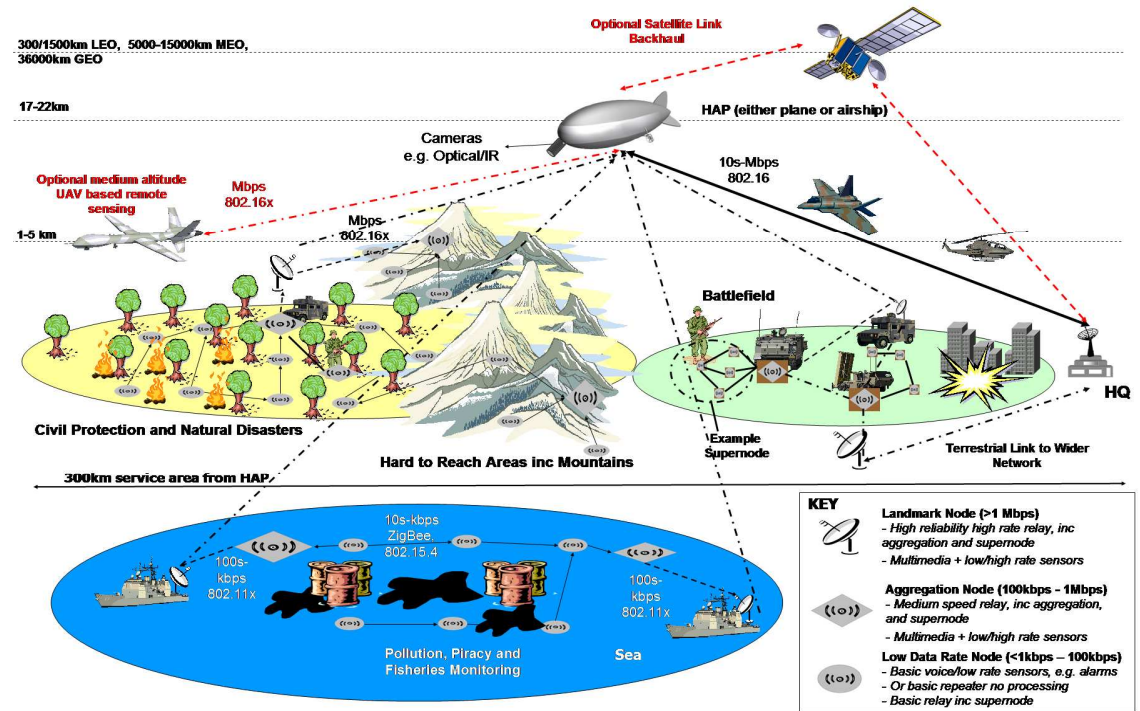 Optional Satellite Link
Backhaul
300/1500km LEO, 5000-15000km MEO,
36000km GEO
17-22km
HAP (either plane or airship)
Cameras
e.g. Optical/IR
10s-Mbps
802.16
Optional medium altitude
UAV based remote
sensing
Mbps
802.16x
Mbps
802.16x
1-5 km
Battlefield
HQ
Civil Protection and Natural Disasters
Example
Supernode
Terrestrial Link to Wider
Network
Hard to Reach Areas inc Mountains
300km service area from HAP
10s-kbps
ZigBee,
802.15.4
100s-
kbps
802.11x
100s-
kbps
802.11x
Pollution, Piracy and
Fisheries Monitoring
Sea
KEY
Landmark Node (>1 Mbps)
- High reliability high rate relay, inc
aggregation and supernode
- Multimedia + low/high rate sensors
Aggregation Node (100kbps - 1Mbps)
- Medium speed relay, inc aggregation,
and supernode
- Multimedia + low/high rate sensors
Low Data Rate Node (<1kbps – 100kbps)
- Basic voice/low rate sensors, e.g. alarms
- Or basic repeater no processing
- Basic relay inc supernode